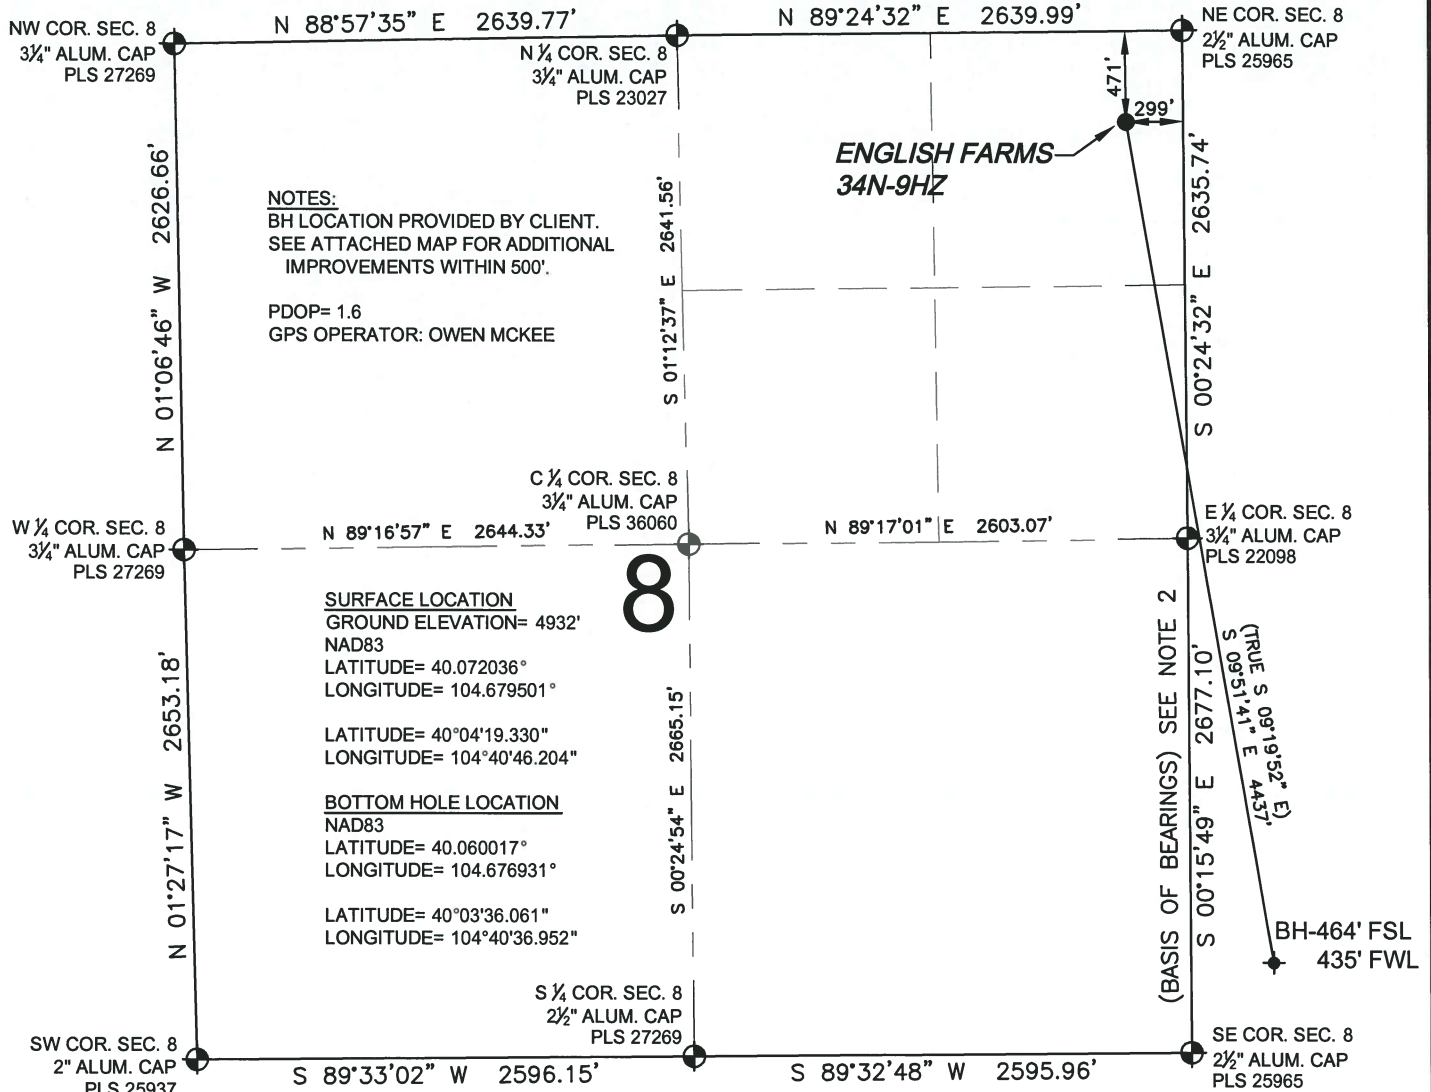 N 88°57'35" E 2639.77'
N 89°24'32" E 2639.99'
NW COR. SEC. 8
3¼" ALUM. CAP
PLS 27269
N ¼ COR. SEC. 8
3¼" ALUM. CAP
PLS 23027
NE COR. SEC. 8
2½" ALUM. CAP
PLS 25965
471'
299'
ENGLISH FARMS
34N-9HZ
N 01°06'46" W 2626.66'
NOTES:
BH LOCATION PROVIDED BY CLIENT.
SEE ATTACHED MAP FOR ADDITIONAL
IMPROVEMENTS WITHIN 500'.
PDOP= 1.6
GPS OPERATOR: OWEN MCKEE
S 01°12'37" E 2641.56'
S 00°24'32" E 2635.74'
C ¼ COR. SEC. 8
3¼" ALUM. CAP
PLS 36060
W ¼ COR. SEC. 8
3¼" ALUM. CAP
PLS 27269
N 89°16'57" E 2644.33'
N 89°17'01" E 2603.07'
E ¼ COR. SEC. 8
3¼" ALUM. CAP
PLS 22098
8
SURFACE LOCATION
GROUND ELEVATION= 4932'
NAD83
LATITUDE= 40.072036°
LONGITUDE= 104.679501°
LATITUDE= 40°04'19.330"
LONGITUDE= 104°40'46.204"
BOTTOM HOLE LOCATION
NAD83
LATITUDE= 40.060017°
LONGITUDE= 104.676931°
LATITUDE= 40°03'36.061"
LONGITUDE= 104°40'36.952"
N 01°27'17" W 2653.18'
S 00°24'54" E 2665.15'
(BASIS OF BEARINGS) SEE NOTE 2
S 00°15'49" E 2677.10'
(TRUE S 09°19'52" E)
S 09°51'41" E 4437'
BH-464' FSL
435' FWL
S ¼ COR. SEC. 8
2½" ALUM. CAP
PLS 27269
SW COR. SEC. 8
2" ALUM. CAP
PLS 25937
SE COR. SEC. 8
2½" ALUM. CAP
PLS 25965
S 89°33'02" W 2596.15'
S 89°32'48" W 2595.96'